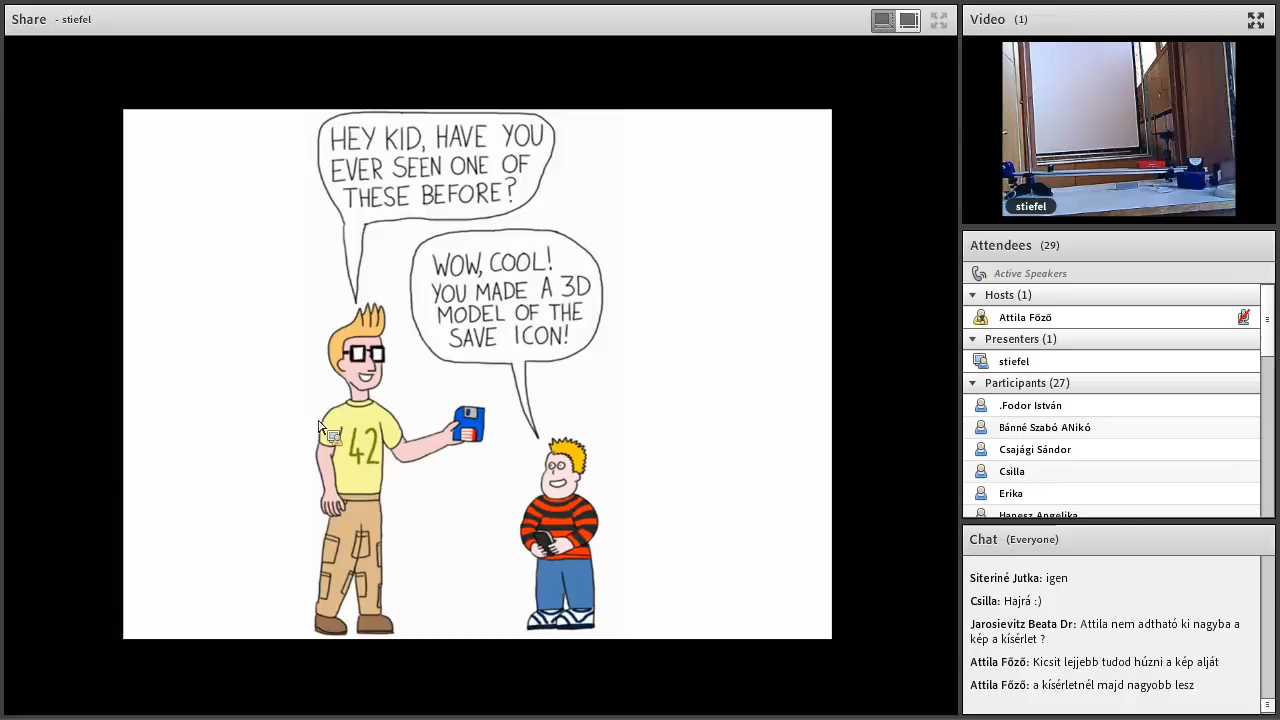 Share - stiefel
HEY KID, HAVE YOU
EVER SEEN ONE OF
THESE BEFORE?
WOW, COOL!
YOU MADE A 3D
MODEL OF THE
SAVE ICON!
42
Video (1)
stiefel
Attendees (29)
Active Speakers
Hosts (1)
Attila Főző
Presenters (1)
stiefel
Participants (27)
.Fodor István
Bánné Szabó ANikó
Csajági Sándor
Csilla
Erika
Hanesz Angelika
Chat (Everyone)
Siteriné Jutka: igen
Csilla: Hajrá :)
Jarosievitz Beata Dr: Attila nem adtható ki nagyba a
kép a kísérlet ?
Attila Főző: Kicsit lejjebb tudod húzni a kép alját
Attila Főző: a kísérletnél majd nagyobb lesz